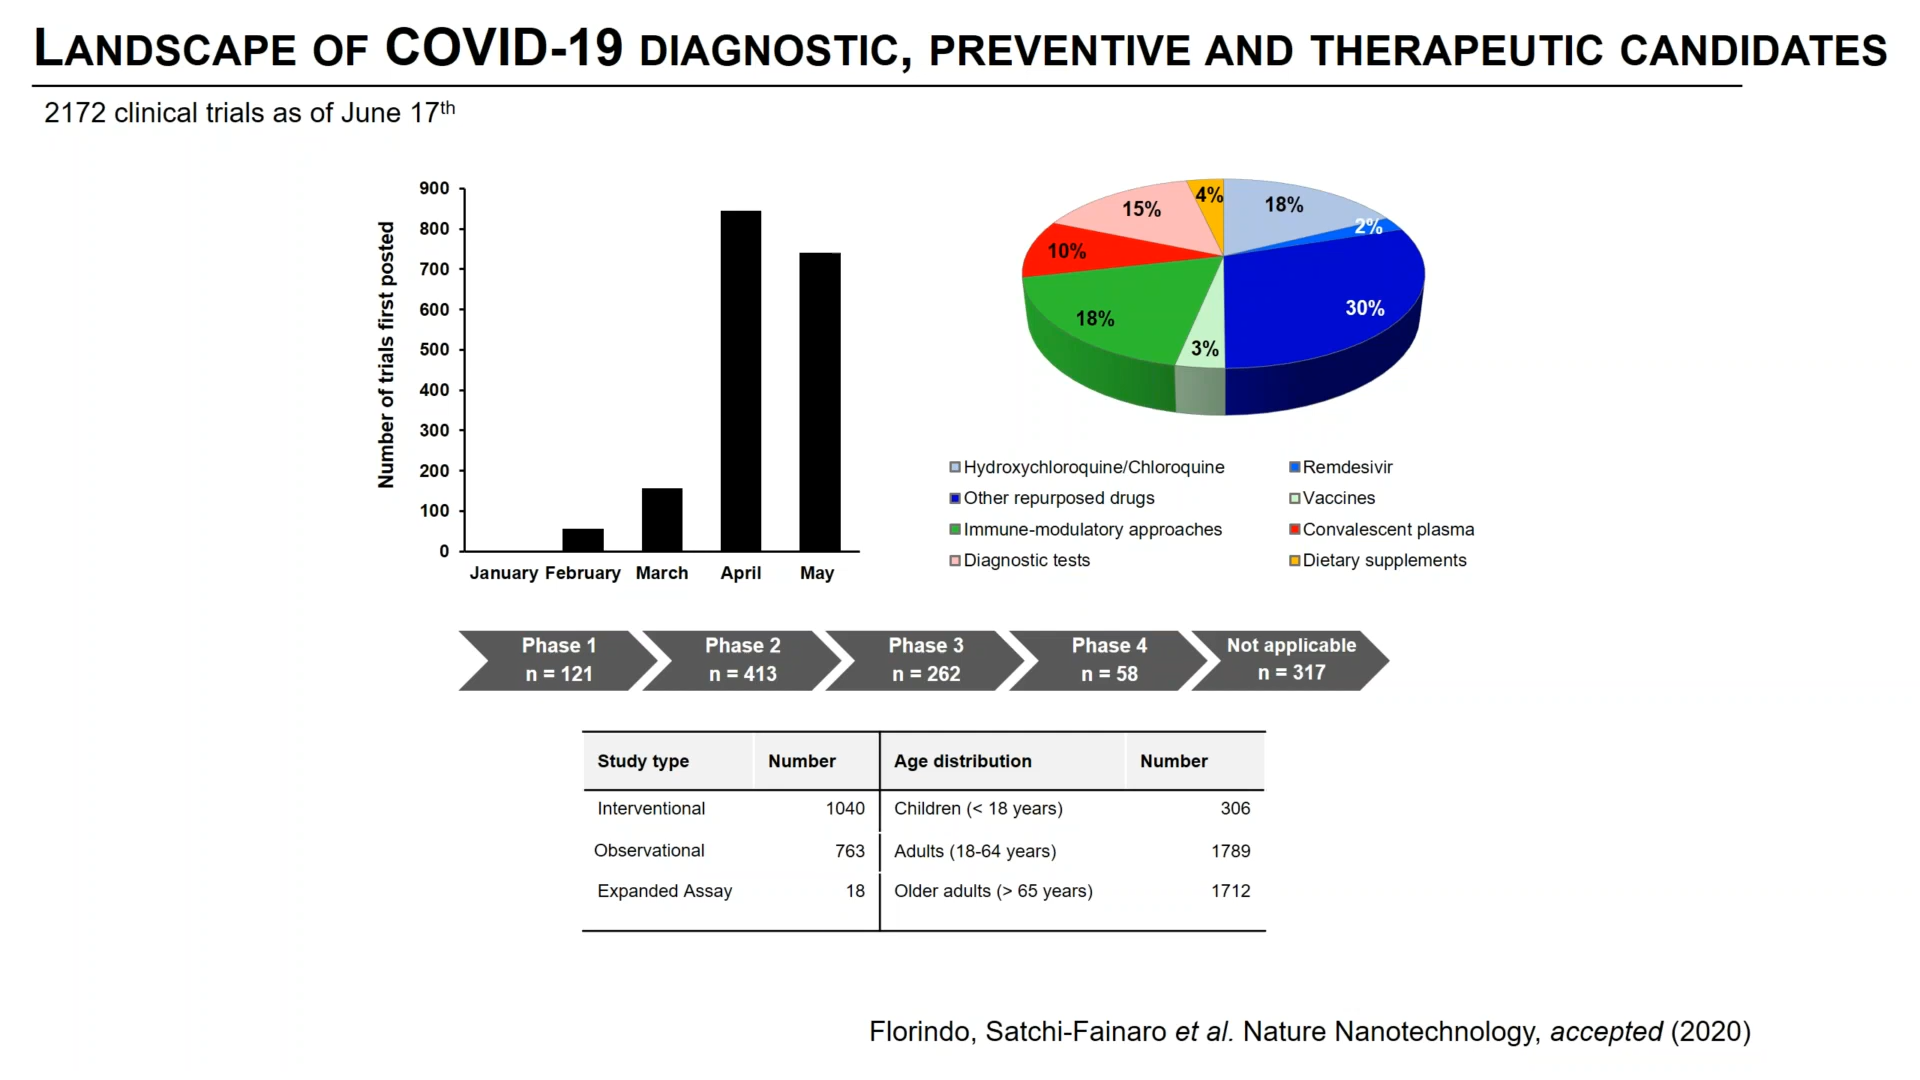 LANDSCAPE OF COVID-19 DIAGNOSTIC, PREVENTIVE AND THERAPEUTIC CANDIDATES
2172 clinical trials as of June 17th
Number of trials first posted
900
800
700
600
500
400
300
200
100
0
January February March April May
4%
18%
15%
2%
10%
30%
18%
3%
Hydroxychloroquine/Chloroquine
Remdesivir
Other repurposed drugs
Vaccines
Immune-modulatory approaches
Convalescent plasma
Diagnostic tests
Dietary supplements
Phase 1
n = 121
Phase 2
n = 413
Phase 3
n = 262
Phase 4
n = 58
Not applicable
n = 317
Study type Number Age distribution Number
Interventional 1040 Children (< 18 years) 306
Observational 763 Adults (18-64 years) 1789
Expanded Assay 18 Older adults (> 65 years) 1712
Florindo, Satchi-Fainaro et al. Nature Nanotechnology, accepted (2020)